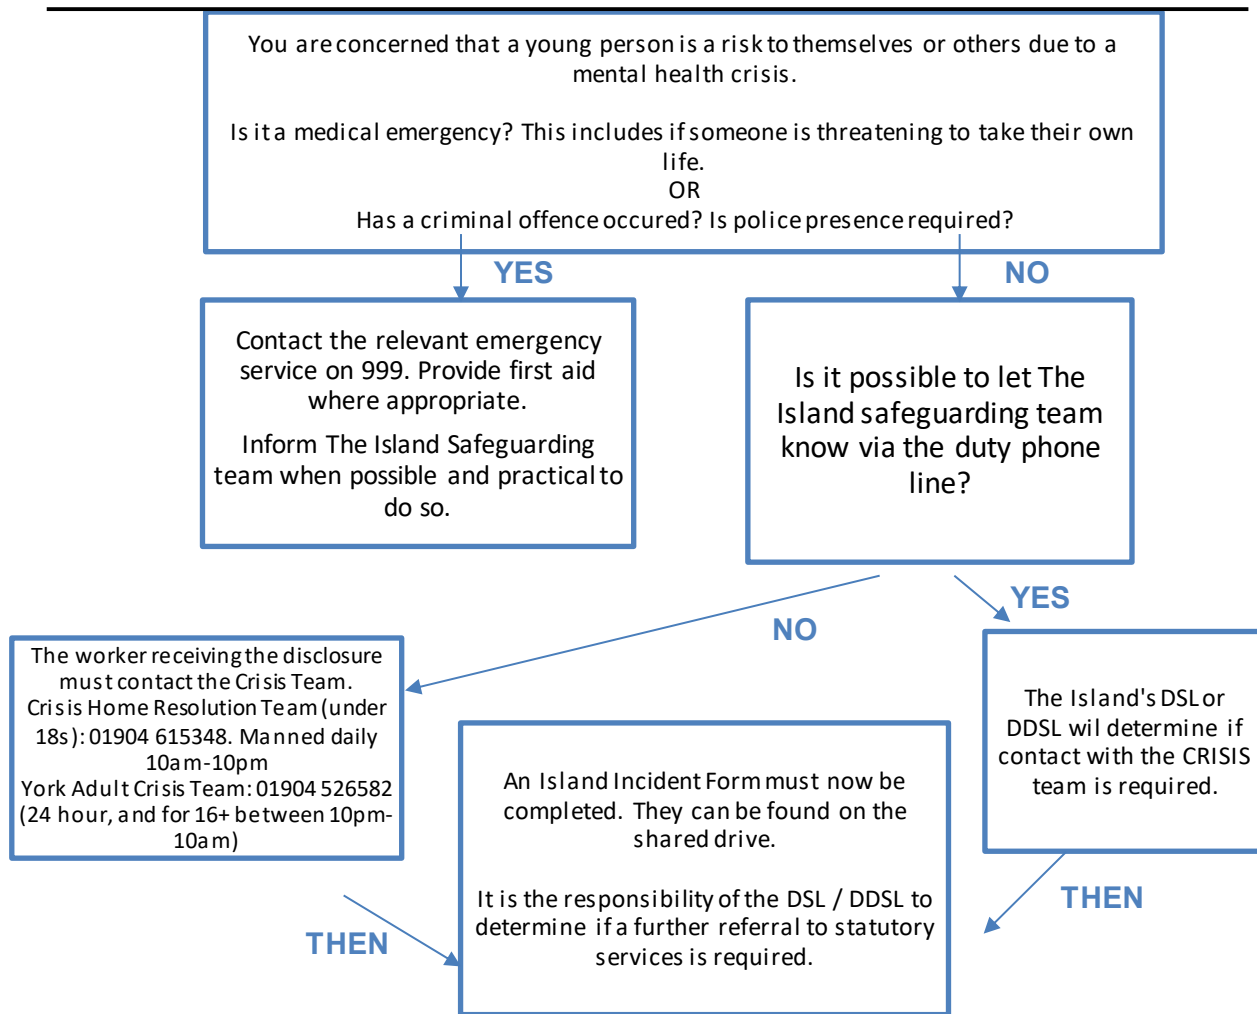 You are concerned that a young person is a risk to themselves or others due to a
mental health crisis.
Is it a medical emergency? This includes if someone is threatening to take their own
life.
OR
Has a criminal offence occured? Is police presence required?
YES
NO
Contact the relevant emergency
service on 999. Provide first aid
where appropriate.
Inform The Island Safeguarding
team when possible and practical to
do so.
Is it possible to let The
Island safeguarding team
know via the duty phone
line?
NO
YES
The worker receiving the disclosure
must contact the Crisis Team.
Crisis Home Resolution Team (under
18s): 01904 615348. Manned daily
10am-10pm
York Adult Crisis Team: 01904 526582
(24 hour, and for 16+ between 10pm-
10am)
The Island's DSL or
DDSL wil determine if
contact with the CRISIS
team is required.
THEN
THEN
An Island Incident Form must now be
completed. They can be found on the
shared drive.
It is the responsibility of the DSL / DDSL to
determine if a further referral to statutory
services is required.